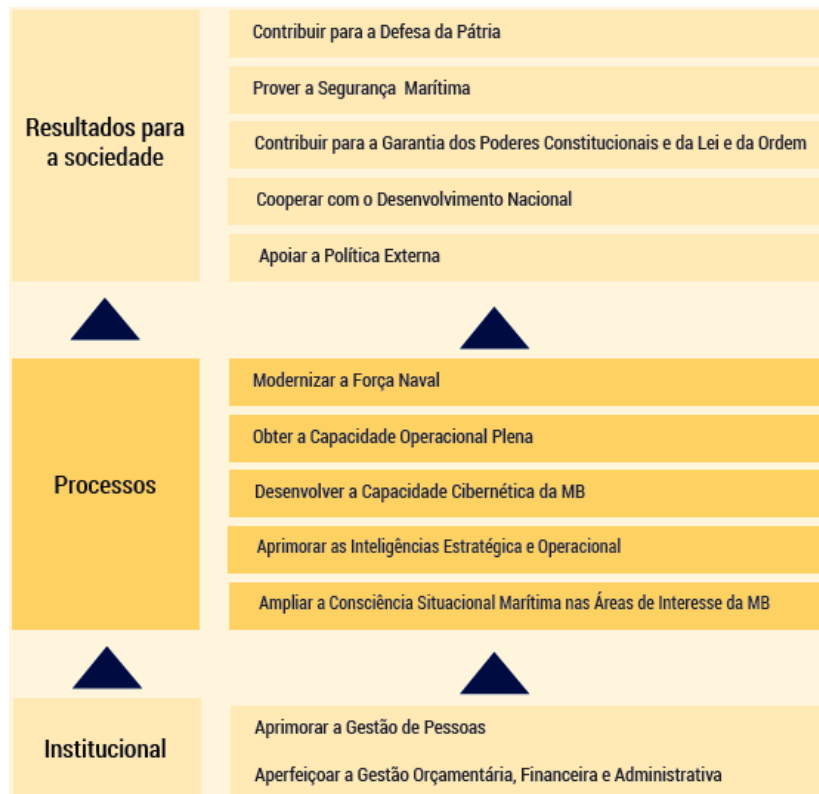 Resultados para
a sociedade
Contribuir para a Defesa da Pátria
Prover a Segurança Marítima
Contribuir para a Garantia dos Poderes Constitucionais e da Lei e da Ordem
Cooperar com o Desenvolvimento Nacional
Apoiar a Política Externa
Processos
Modernizar a Força Naval
Obter a Capacidade Operacional Plena
Desenvolver a Capacidade Cibernética da MB
Aprimorar as Inteligências Estratégica e Operacional
Ampliar a Consciência Situacional Marítima nas Áreas de Interesse da MB
Institucional
Aprimorar a Gestão de Pessoas
Aperfeiçoar a Gestão Orçamentária, Financeira e Administrativa